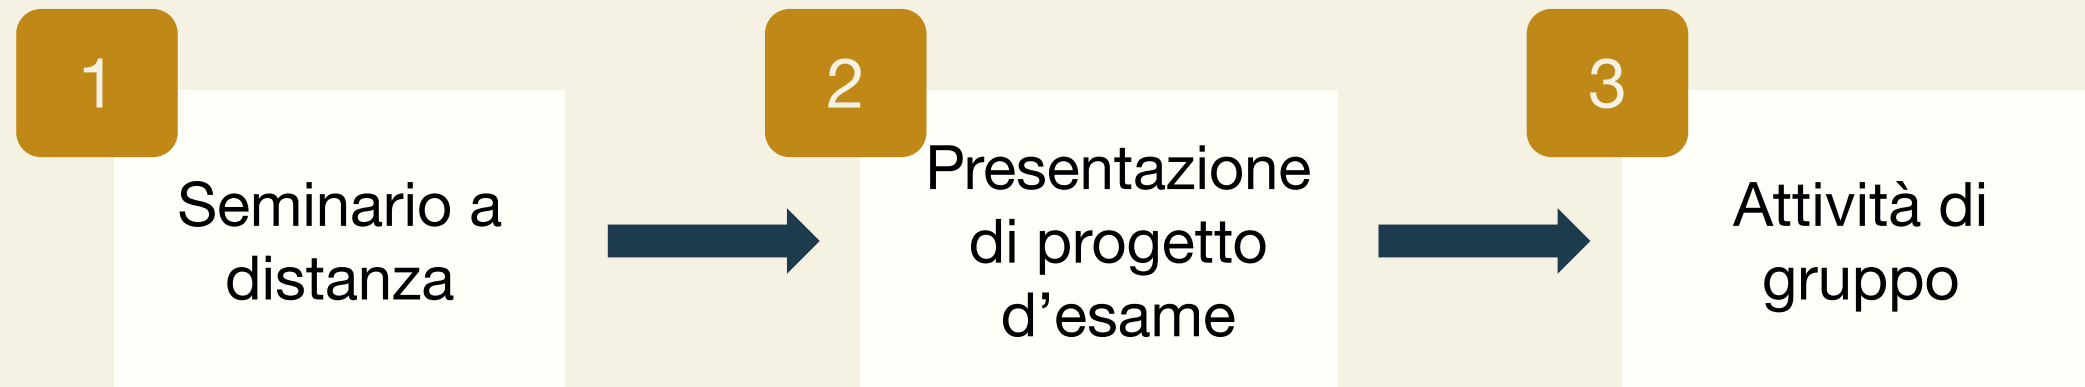 1
Seminario a
distanza
2
Presentazione
di progetto
d’esame
3
Attività di
gruppo